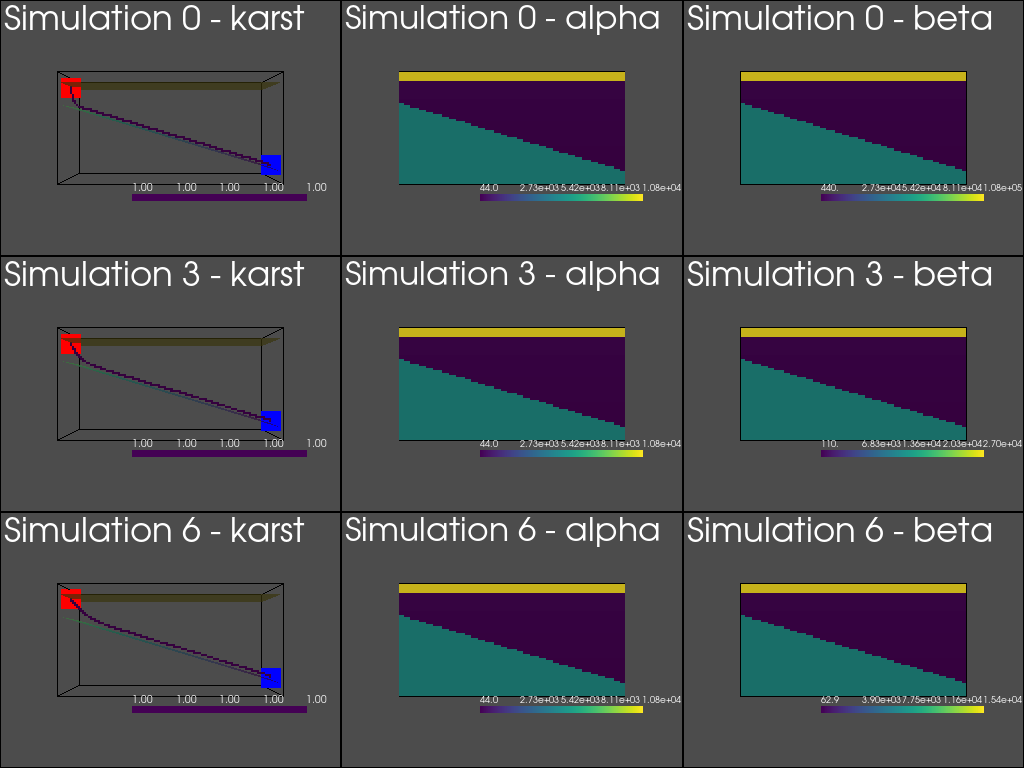 Simulation 0 - karst
Simulation 0 - alpha
Simulation 0 - beta
1.00 1.00 1.00 1.00 1.00
44.0 2.73e+03 5.42e+03 8.11e+03 1.08e+04
440. 2.73e+04 5.42e+04 8.11e+04 1.08e+05
Simulation 3 - karst
Simulation 3 - alpha
Simulation 3 - beta
1.00 1.00 1.00 1.00 1.00
44.0 2.73e+03 5.42e+03 8.11e+03 1.08e+04
110. 6.83e+03 1.36e+04 2.03e+04 2.70e+04
Simulation 6 - karst
Simulation 6 - alpha
Simulation 6 - beta
1.00 1.00 1.00 1.00 1.00
44.0 2.73e+03 5.42e+03 8.11e+03 1.08e+04
62.9 3.90e+03 7.75e+03 1.16e+04 1.54e+04